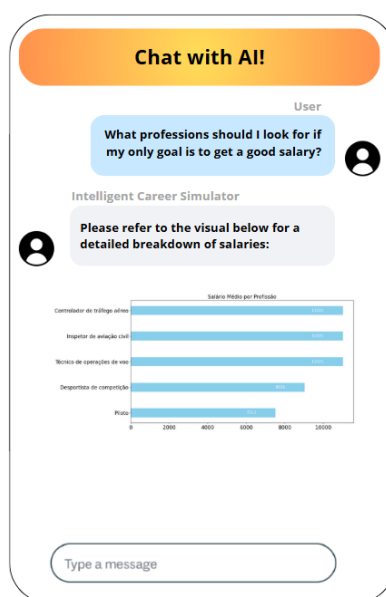 Chat with AI!
User
What professions should I look for if
my only goal is to get a good salary?
Intelligent Career Simulator
Please refer to the visual below for a
detailed breakdown of salaries:
Salário Médio por Profissão
Controlador de tráfego aéreo
Inspetor de aviação civil
Técnico de operações de voo
Desportista de competição
Piloto
0 2000 4000 6000 8000 10000
Type a message